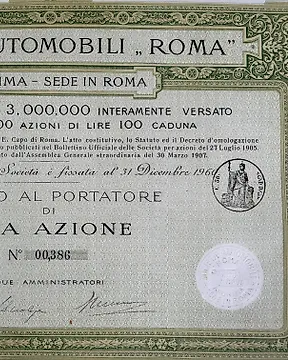 UTOMOBILI „ROMA"
IMA - SEDE IN ROMA
3,000.000 INTERAMENTE VERSATO
00 AZIONI DI LIRE 100 CADUNA
E. Capo di Roma. L'atto costitutivo, lo Statuto ed il Decreto d'omologazione
o pubblicati nel Bollettino Ufficiale delle Società per azioni del 27 Luglio 1905.
to dall'Assemblea Generale straordinaria del 30 Marzo 1907.
Società è fissata al 31 Dicembre 1960
O AL PORTATORE
DI
A AZIONE
N° 00,386
DUE AMMINISTRATORI